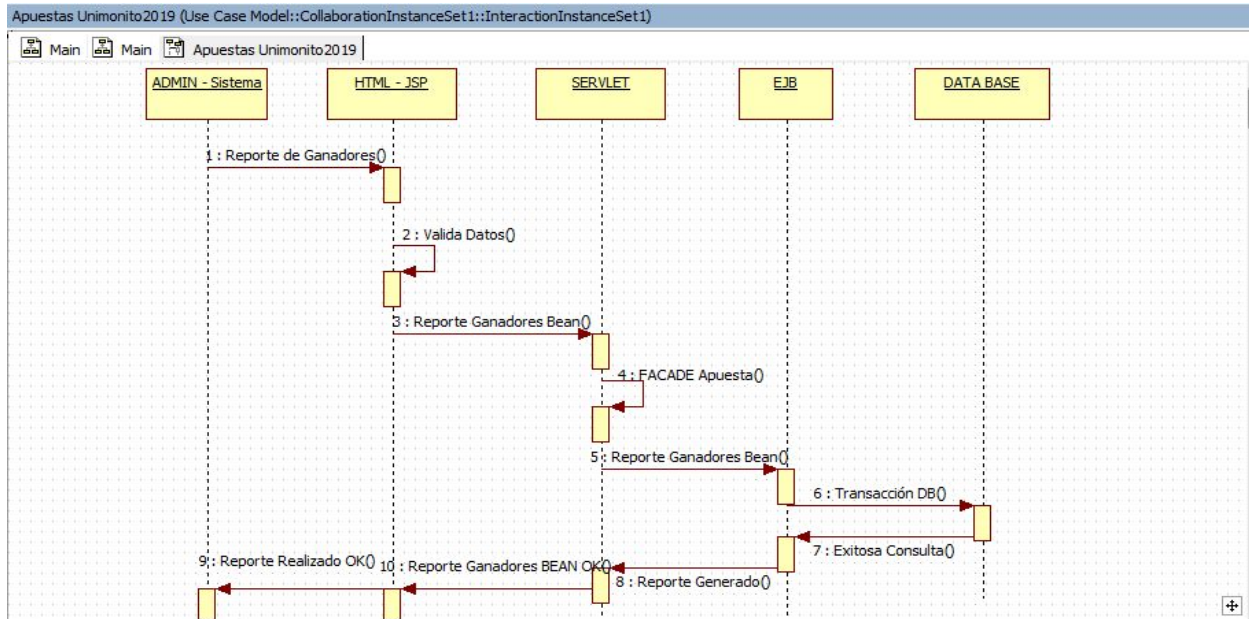 Apuestas Unimonito2019 (Use Case Model::CollaborationInstanceSet1::InteractionInstanceSet1)
Main Main Apuestas Unimonito2019
ADMIN - Sistema HTML - JSP SERVLET EJB DATA BASE
1 : Reporte de Ganadores()
2 : Valida Datos()
3 : Reporte Ganadores Bean()
4 : FACADE Apuesta()
5 : Reporte Ganadores Bean()
6 : Transacción DB()
7 : Exitosa Consulta()
9 : Reporte Realizado OK() 10 : Reporte Ganadores BEAN OK()
8 : Reporte Generado()